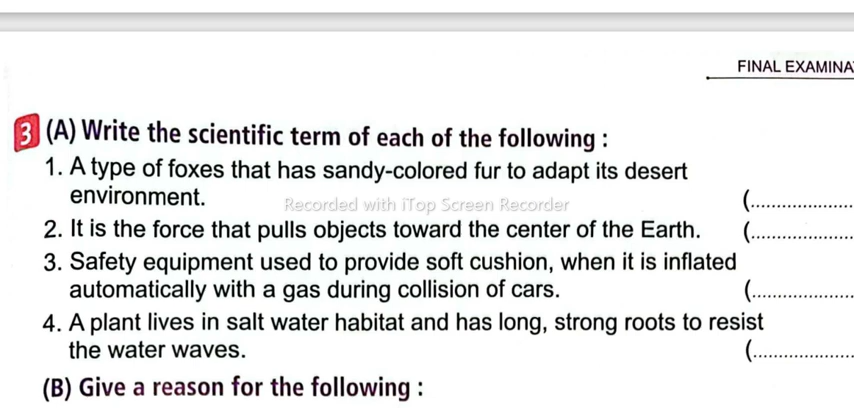 FINAL EXAMINA
3 (A) Write the scientific term of each of the following :
1. A type of foxes that has sandy-colored fur to adapt its desert
environment. (....................
Recorded with iTop Screen Recorder
2. It is the force that pulls objects toward the center of the Earth. (....................
3. Safety equipment used to provide soft cushion, when it is inflated
automatically with a gas during collision of cars. (....................
4. A plant lives in salt water habitat and has long, strong roots to resist
the water waves. (....................
(B) Give a reason for the following :